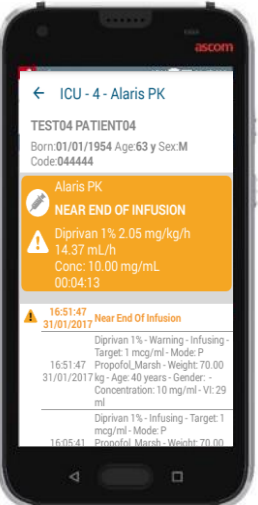 ascom
← ICU - 4 - Alaris PK
TEST04 PATIENT04
Born:01/01/1954 Age:63 y Sex:M
Code:044444
Alaris PK
NEAR END OF INFUSION
Diprivan 1% 2.05 mg/kg/h
14.37 mL/h
Conc: 10.00 mg/mL
00:04:13
16:51:47
31/01/2017
Near End Of Infusion
16:51:47
31/01/2017
Diprivan 1% - Warning - Infusing -
Target: 1 mcg/ml - Mode: P
Propofol_Marsh - Weight: 70.00
kg - Age: 40 years - Gender: -
Concentration: 10 mg/ml - VI: 29
ml
Diprivan 1% - Infusing - Target: 1
mcg/ml - Mode: P
16:05:41 Propofol_Marsh - Weight: 70.00